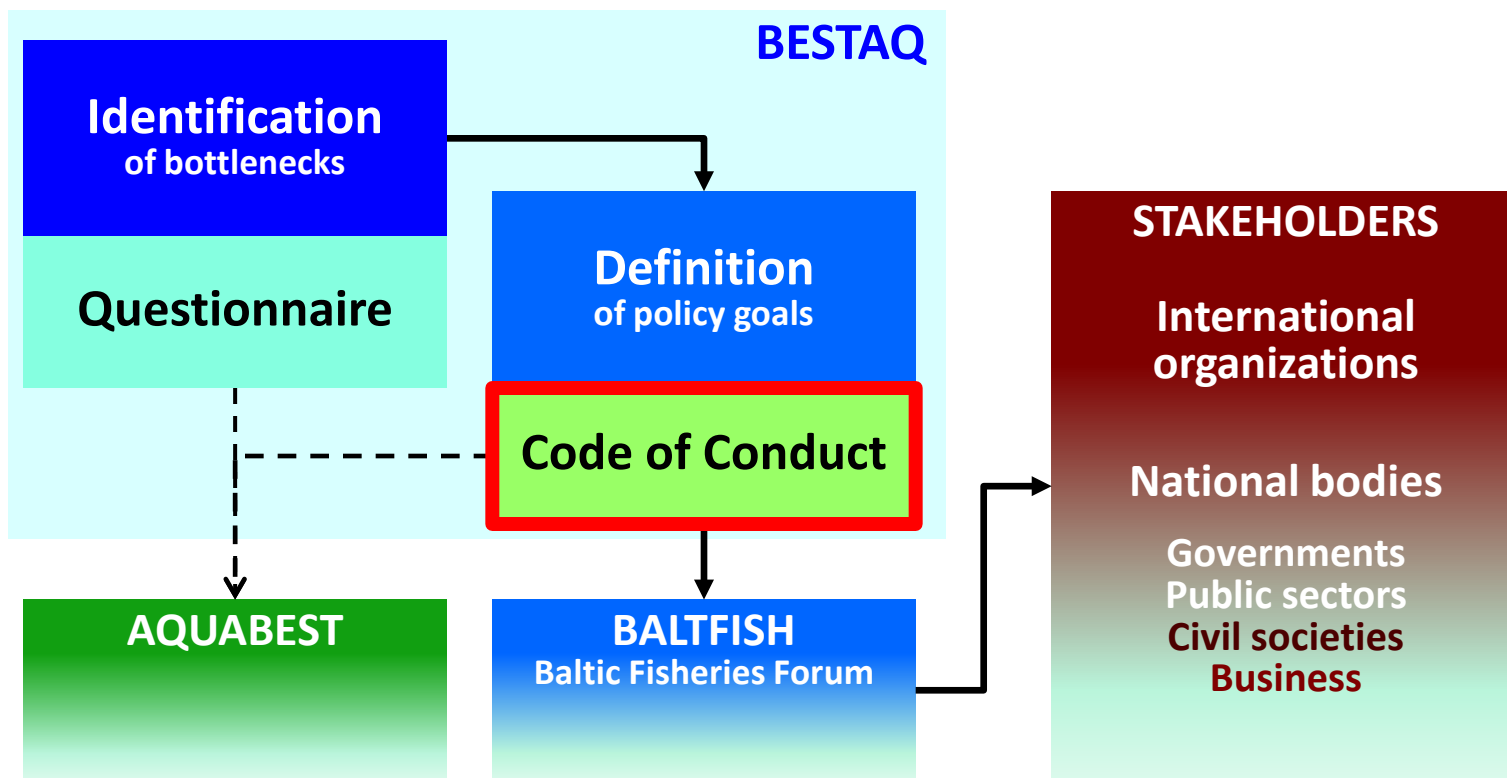 BESTAQ
Identification
of bottlenecks
Questionnaire
Definition
of policy goals
Code of Conduct
AQUABEST
BALTFISH
Baltic Fisheries Forum
STAKEHOLDERS
International
organizations
National bodies
Governments
Public sectors
Civil societies
Business